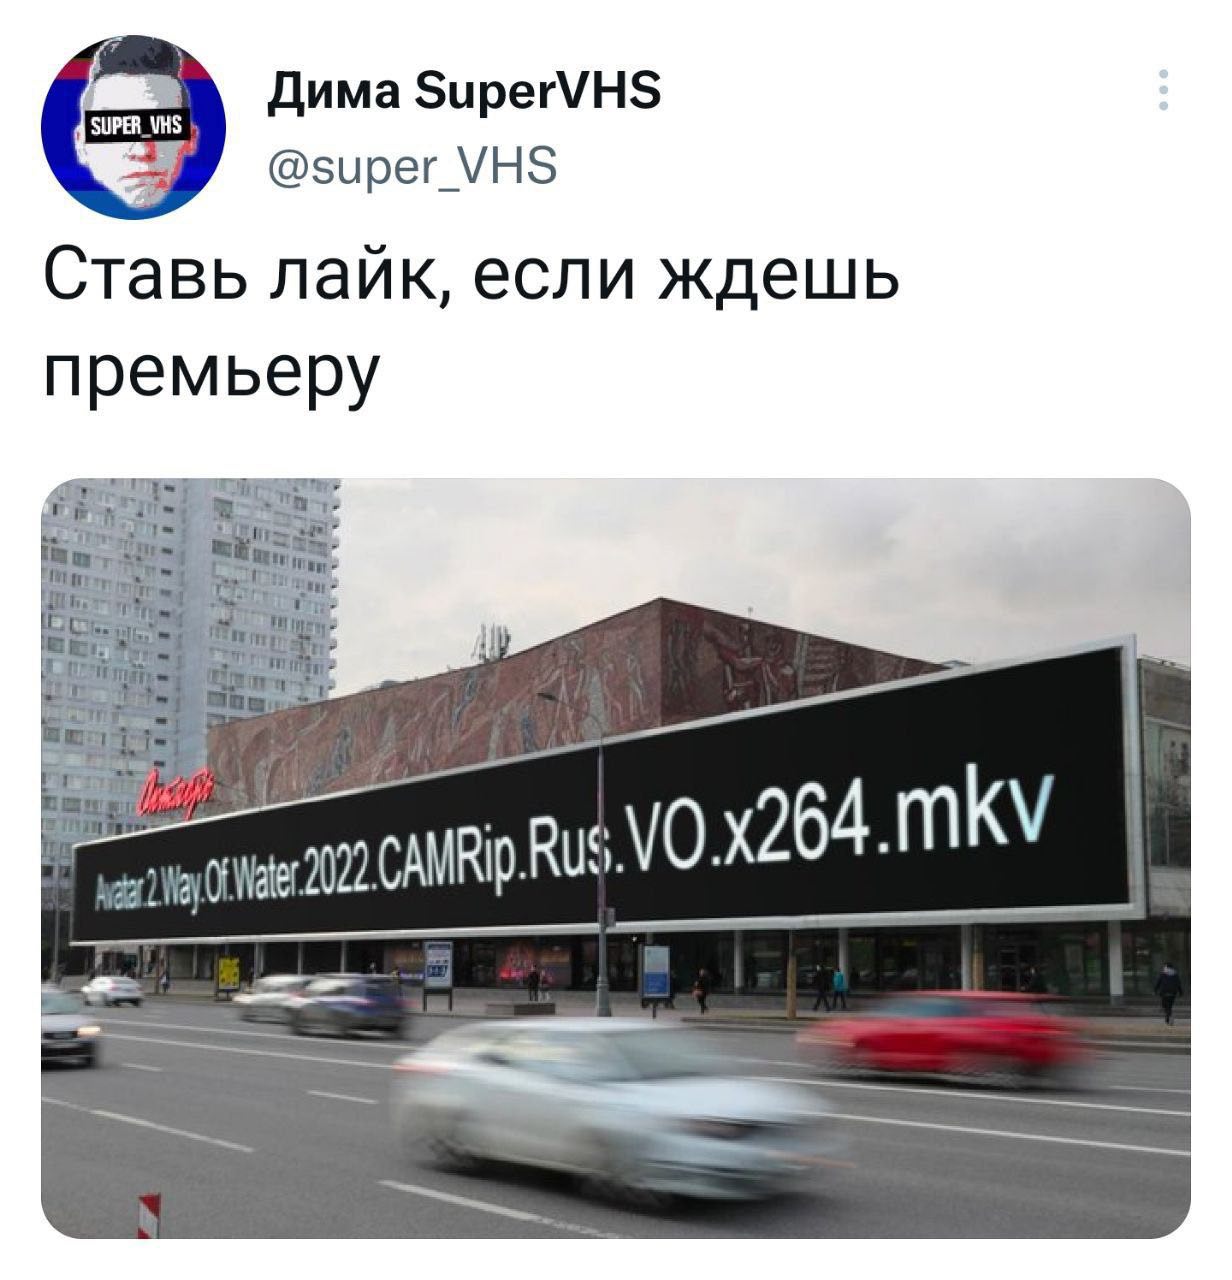 SUPER_VHS
Дима SuperVHS
@super_VHS
Ставь лайк, если ждешь
премьеру
Октябрь
Avatar.2.Way.Of.Water.2022.CAMRip.Rus.VO.x264.mkv